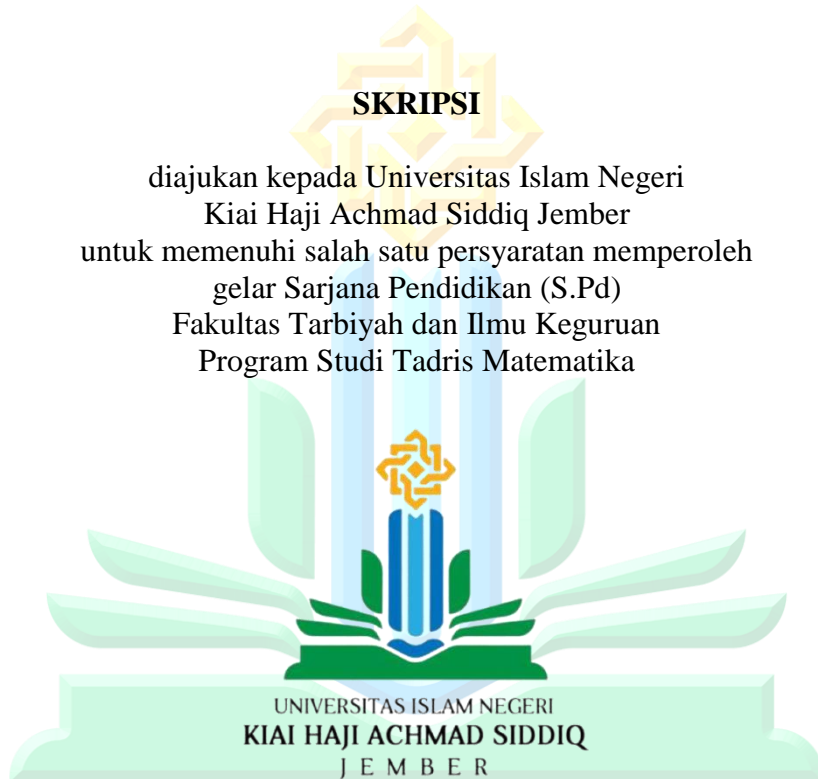 SKRIPSI
diajukan kepada Universitas Islam Negeri
Kiai Haji Achmad Siddiq Jember
untuk memenuhi salah satu persyaratan memperoleh
gelar Sarjana Pendidikan (S.Pd)
Fakultas Tarbiyah dan Ilmu Keguruan
Program Studi Tadris Matematika
UNIVERSITAS ISLAM NEGERI
KIAI HAJI ACHMAD SIDDIQ
JEMBER